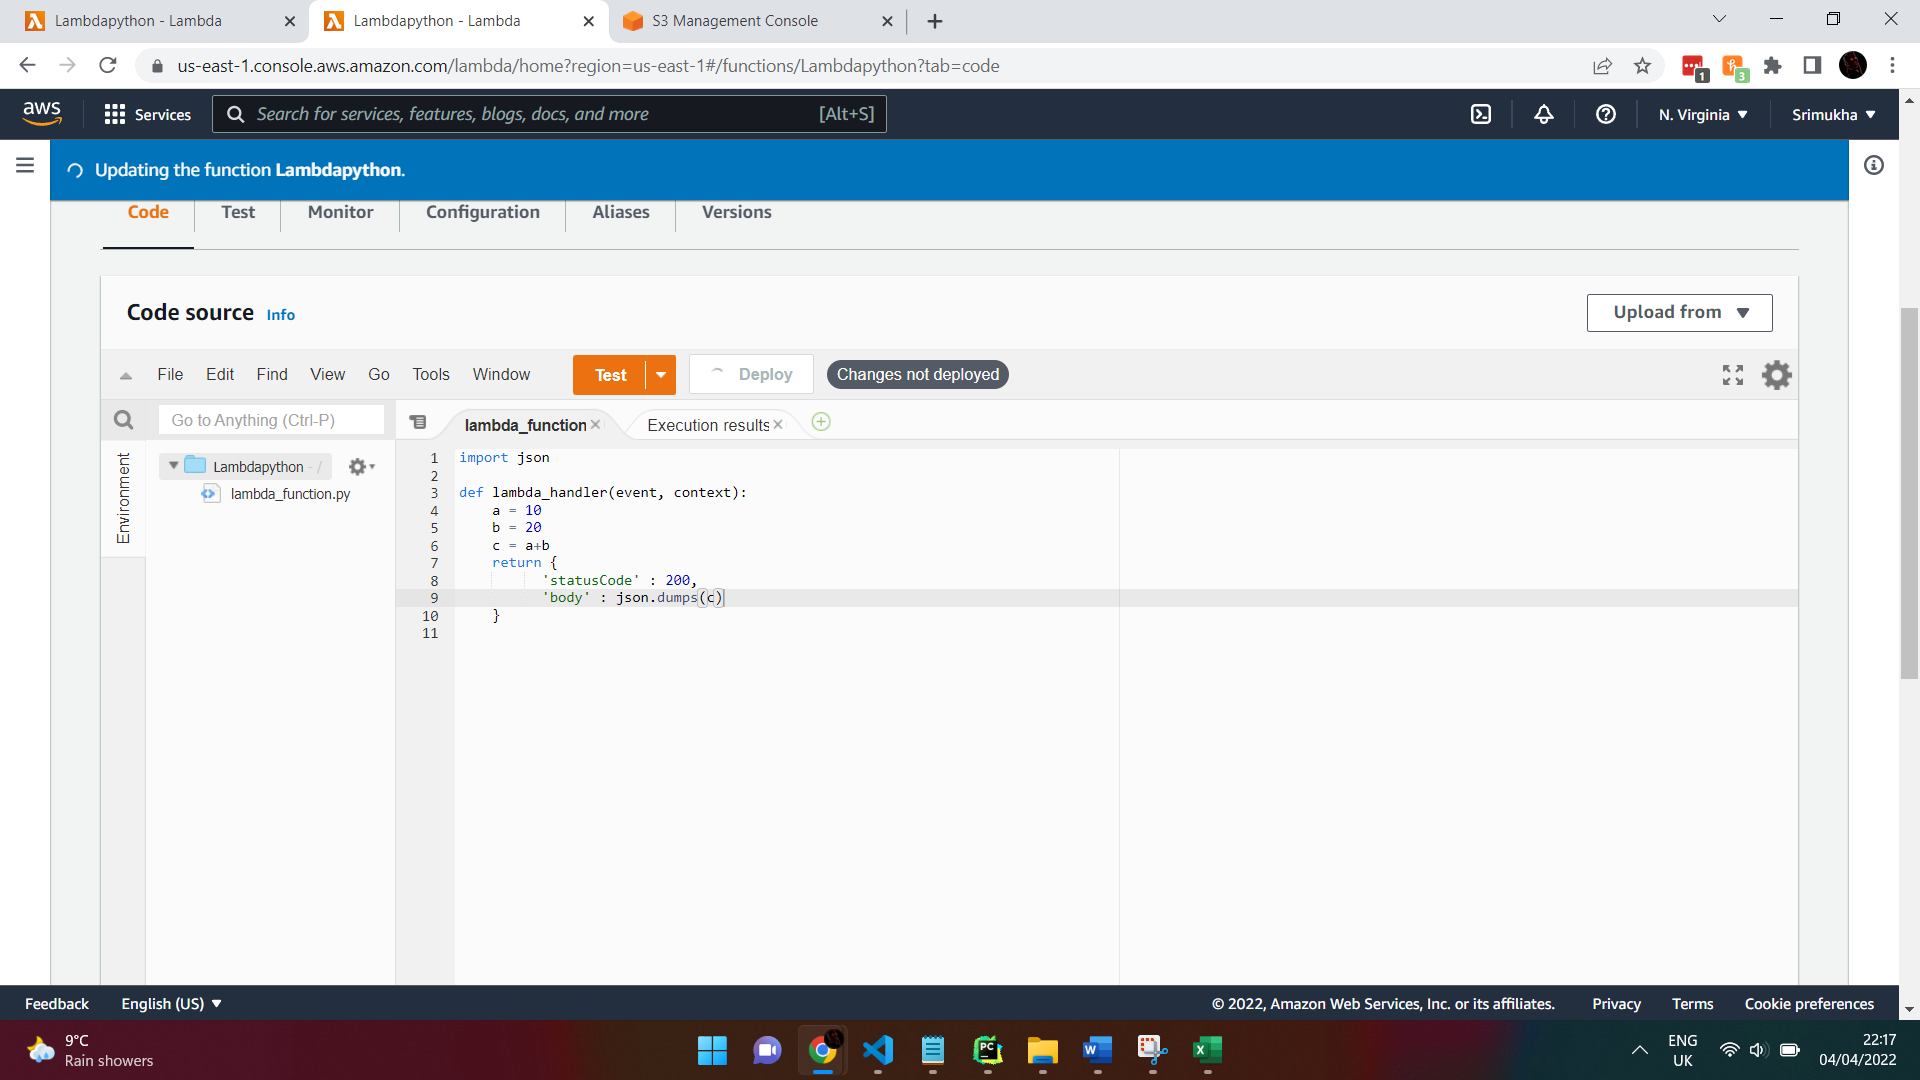 Lambdapython - Lambda
Lambdapython - Lambda
S3 Management Console
us-east-1.console.aws.amazon.com/lambda/home?region=us-east-1#/functions/Lambdapython?tab=code
1
3
aws
Services
Search for services, features, blogs, docs, and more
[Alt+S]
N. Virginia
Srimukha
Updating the function Lambdapython.
Code
Test
Monitor
Configuration
Aliases
Versions
Code source Info
Upload from
File Edit Find View Go Tools Window
Test
Deploy
Changes not deployed
Go to Anything (Ctrl-P)
lambda_function
Execution results
Environment
Lambdapython - /
lambda_function.py
1 import json
2
3 def lambda_handler(event, context):
4 a = 10
5 b = 20
6 c = a+b
7 return {
8 'statusCode' : 200,
9 'body' : json.dumps(c)
10 }
11
Feedback English (US)
© 2022, Amazon Web Services, Inc. or its affiliates. Privacy Terms Cookie preferences
9°C
Rain showers
PC
W
X
ENG
UK
22:17
04/04/2022